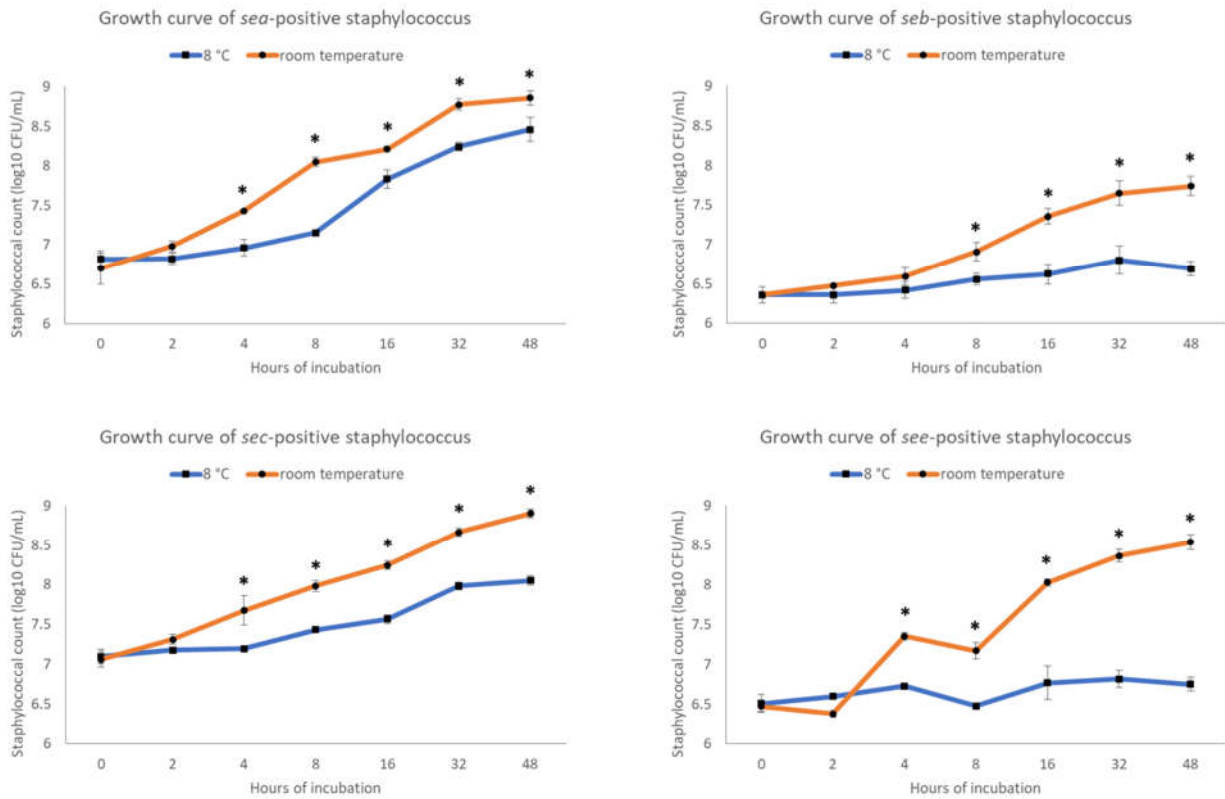 Growth curve of sea-positive staphylococcus
8 °C room temperature
Staphylococcal count (log10 CFU/mL)
9
8.5
8
7.5
7
6.5
6
* * * * *
0 2 4 8 16 32 48
Hours of incubation
Growth curve of seb-positive staphylococcus
8 °C room temperature
Staphylococcal count (log10 CFU/mL)
9
8.5
8
7.5
7
6.5
6
* * * *
0 2 4 8 16 32 48
Hours of incubation
Growth curve of sec-positive staphylococcus
8 °C room temperature
Staphylococcal count (log10 CFU/mL)
9
8.5
8
7.5
7
6.5
6
* * * * *
0 2 4 8 16 32 48
Hours of incubation
Growth curve of see-positive staphylococcus
8 °C room temperature
Staphylococcal count (log10 CFU/mL)
9
8.5
8
7.5
7
6.5
6
* * * * *
0 2 4 8 16 32 48
Hours of incubation